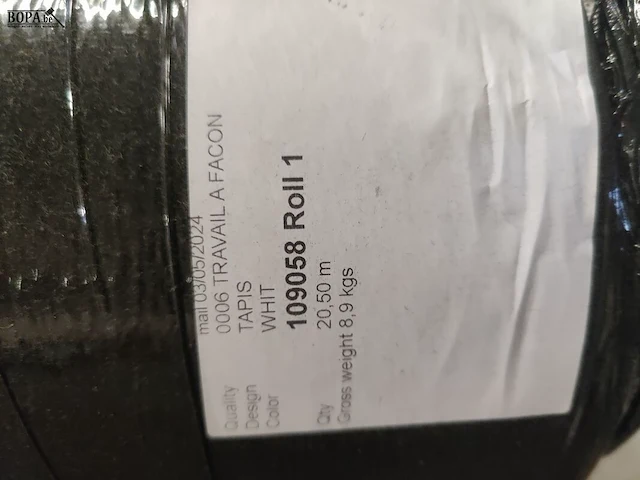 BOPA.be
mail 03/05/2024
Quality 0006 TRAVAIL A FACON
Design TAPIS
Color WHIT
109058 Roll 1
Qty 20,50 m
Gross weight 8,9 kgs